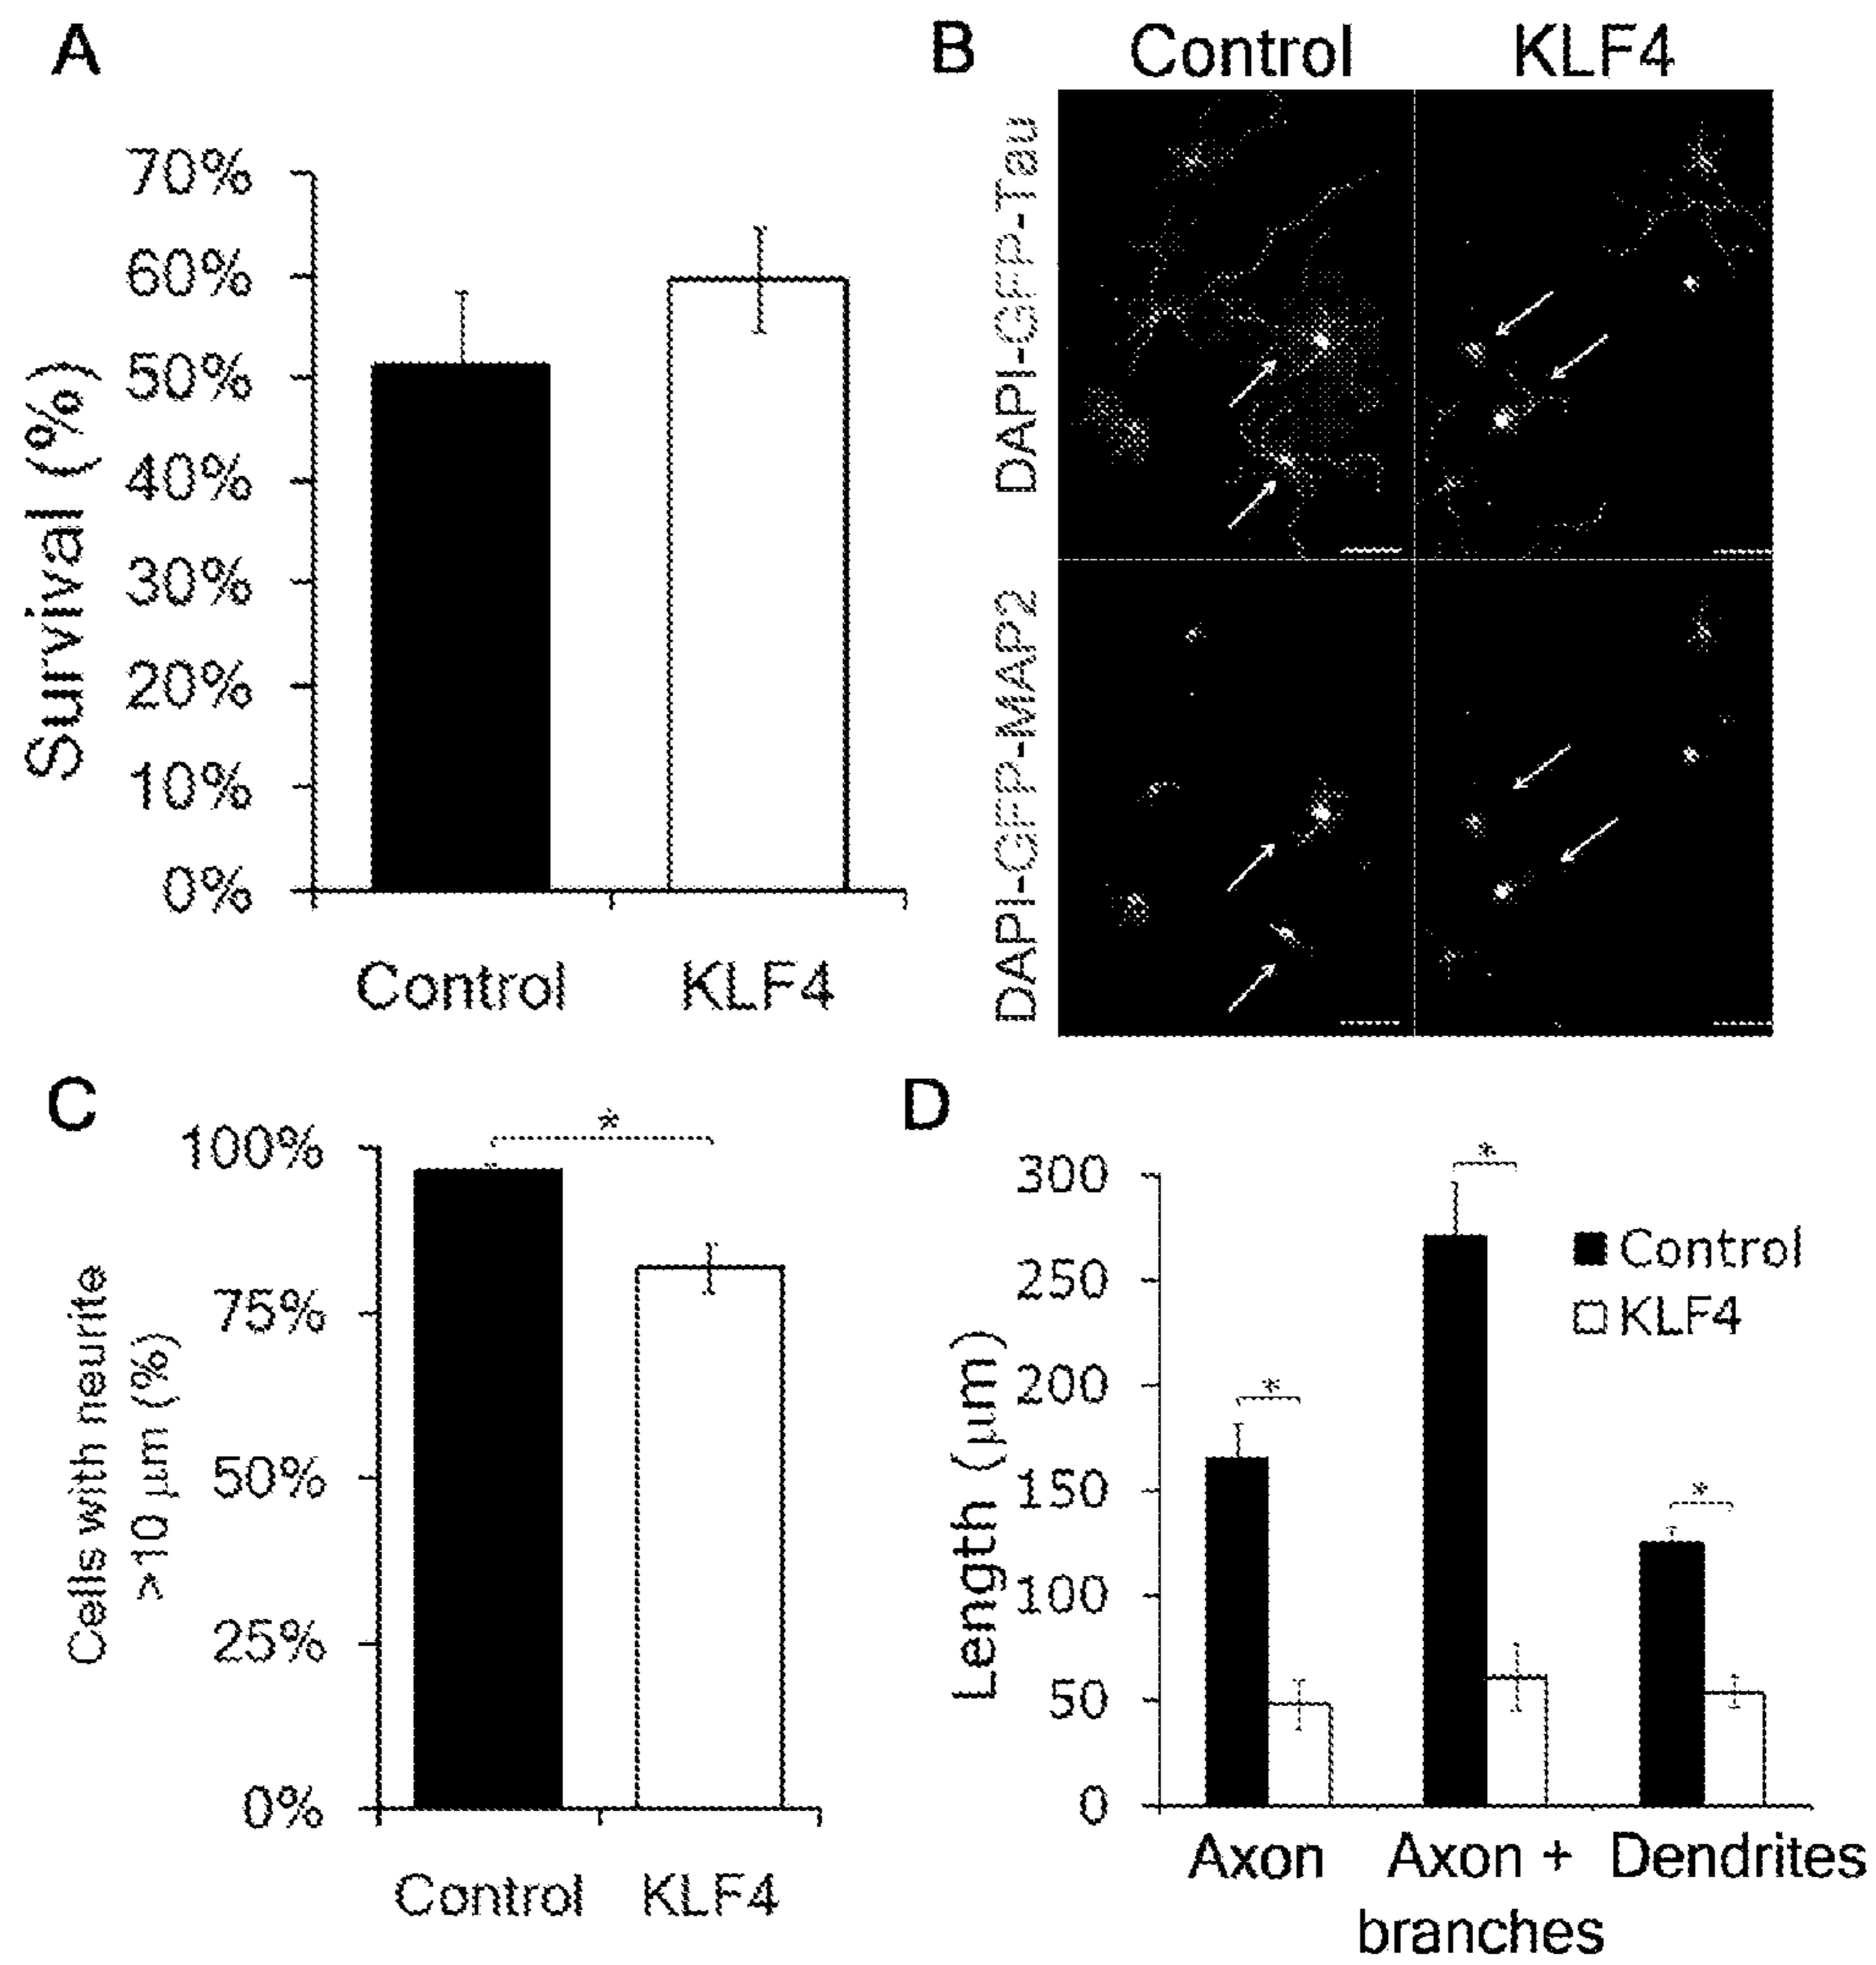 A
70%
60%
50%
40%
30%
20%
10%
0%
Survival (%)
Control
KLF4
B
Control
KLF4
DAPI-GFP-Tau
DAPI-GFP-MAP2
C
*
100%
75%
50%
25%
0%
Cells with neurite
>10 μm (%)
Control
KLF4
D
300
250
200
150
100
50
0
Length (μm)
*
*
*
Control
KLF4
Axon
Axon +
branches
Dendrites